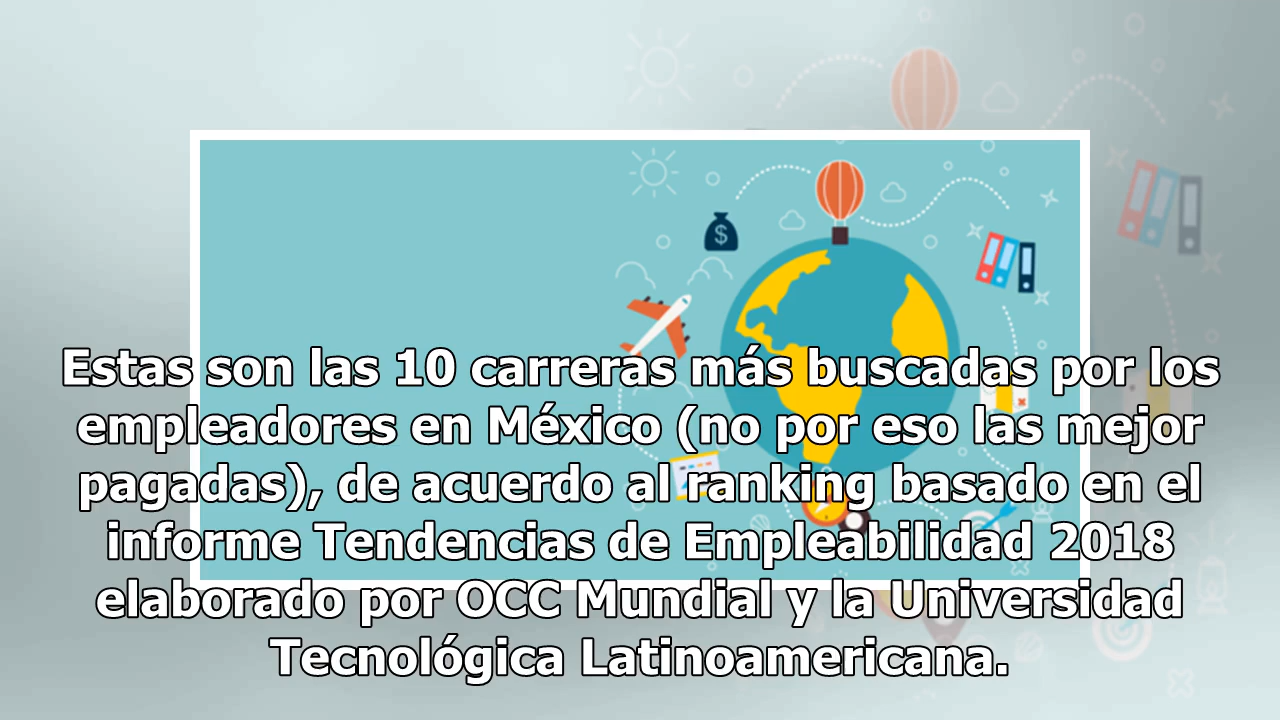 $
Estas son las 10 carreras más buscadas por los
empleadores en México (no por eso las mejor
pagadas), de acuerdo al ranking basado en el
informe Tendencias de Empleabilidad 2018
elaborado por OCC Mundial y la Universidad
Tecnológica Latinoamericana.